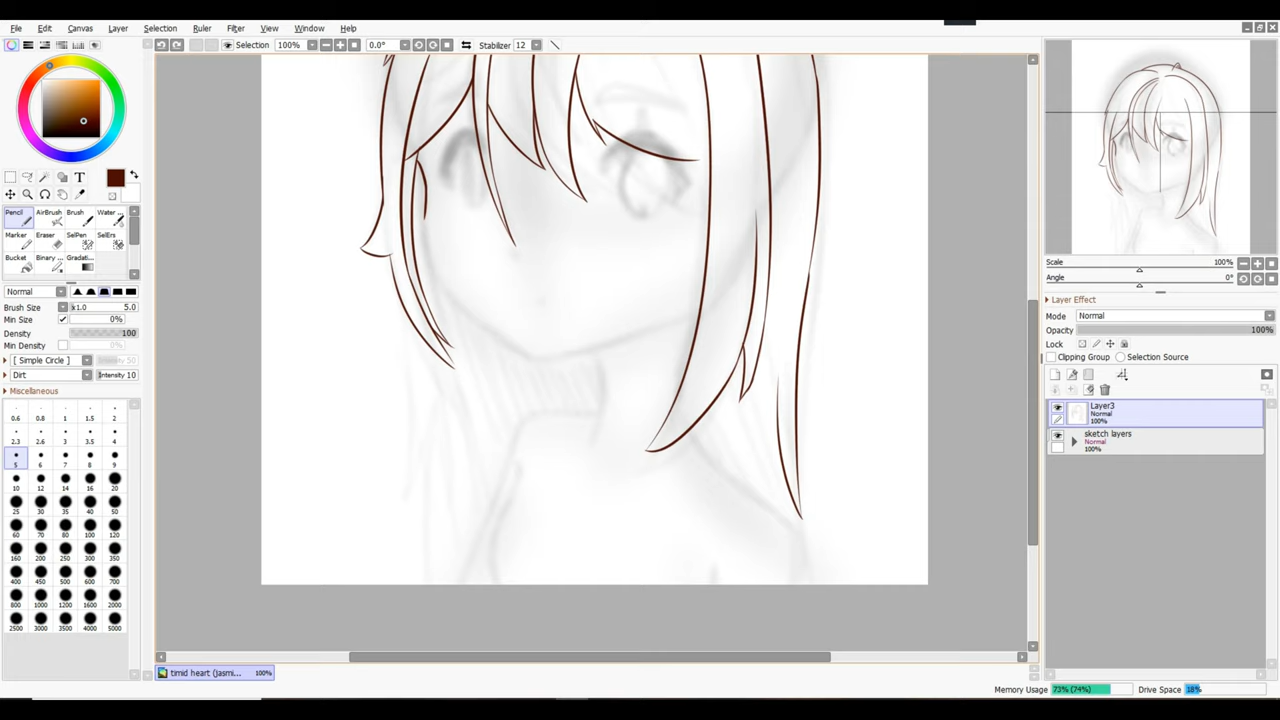 File Edit Canvas Layer Selection Ruler Filter View Window Help
Selection 100% 0.0° Stabilizer 12
T
Pencil AirBrush Brush Water ...
Marker Eraser SelPen SelErs
Bucket Binary ... Gradati...
Normal
Brush Size x1.0 5.0
Min Size 0%
Density 100
Min Density 0%
[ Simple Circle ] Intensity 50
Dirt Intensity 10
Miscellaneous
0.6 0.8 1 1.5 2
2.3 2.6 3 3.5 4
5 6 7 8 9
10 12 14 16 20
25 30 35 40 50
60 70 80 100 120
160 200 250 300 350
400 450 500 600 700
800 1000 1200 1600 2000
2500 3000 3500 4000 5000
timid heart (jasmi... 100%
Scale 100%
Angle 0°
Layer Effect
Mode Normal
Opacity 100%
Lock
Clipping Group Selection Source
Layer3
Normal
100%
sketch layers
Normal
100%
Memory Usage 73% (74%) Drive Space 18%